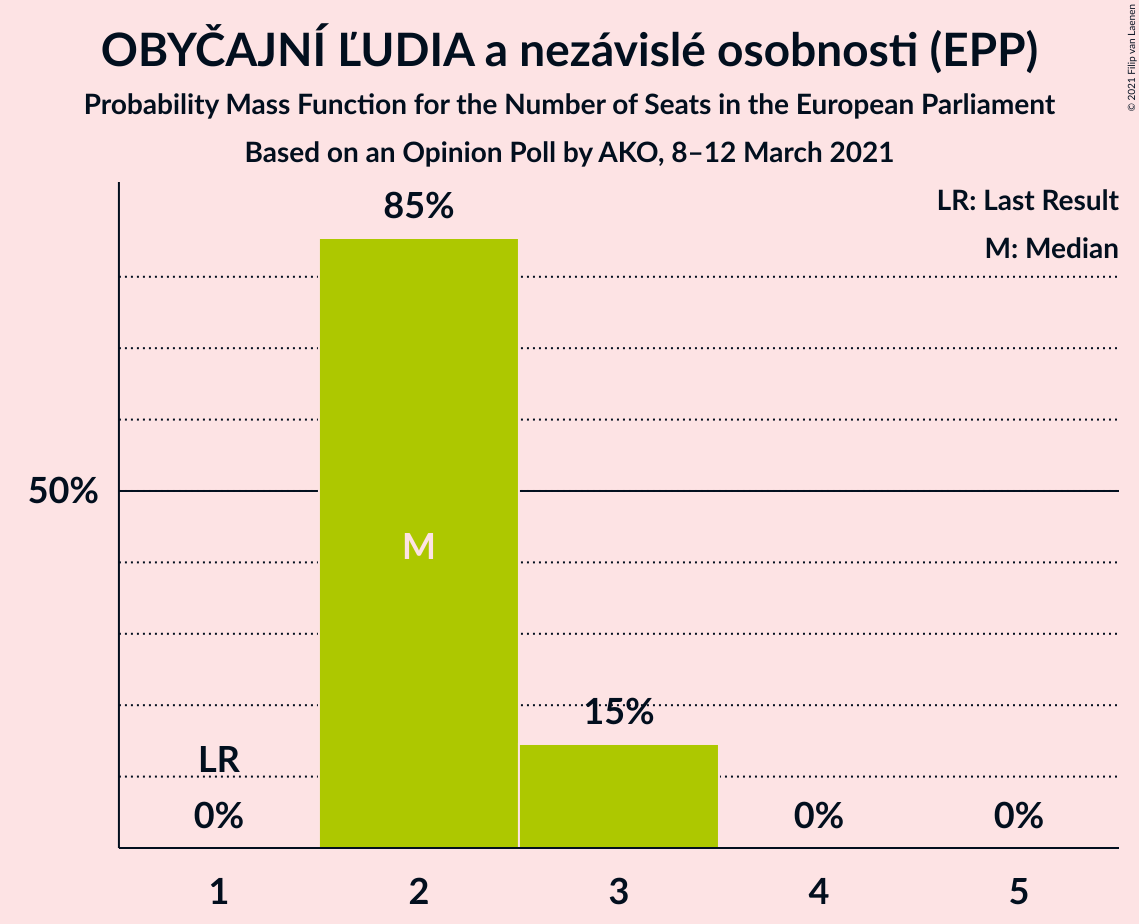 OBYČAJNÍ ĽUDIA a nezávislé osobnosti (EPP)
Probability Mass Function for the Number of Seats in the European Parliament
Based on an Opinion Poll by AKO, 8–12 March 2021
© 2021 Filip van Laenen
LR: Last Result
M: Median
85%
50%
M
15%
LR
0%
0%
0%
1
2
3
4
5